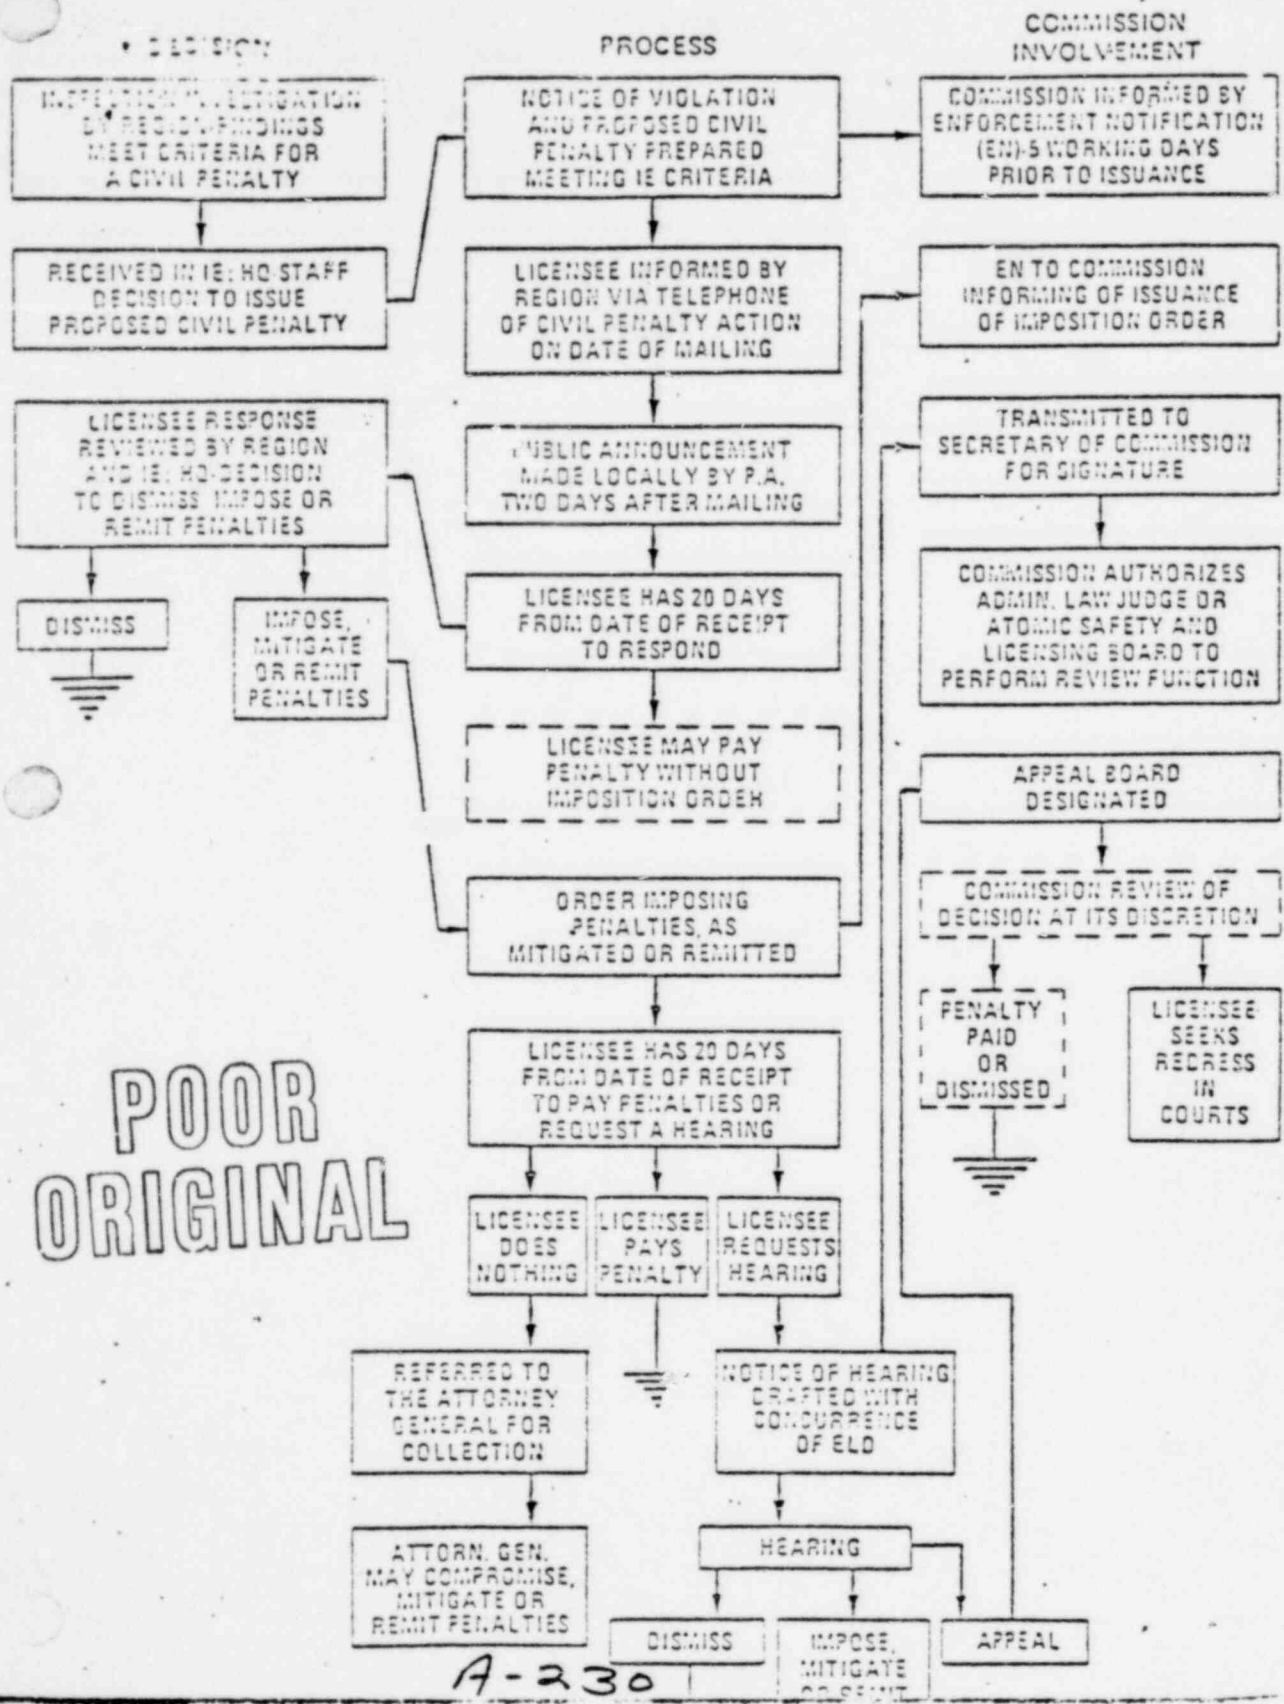 DECISION
INSPECTION/INVESTIGATION
BY REGION-FINDINGS
MEET CRITERIA FOR
A CIVIL PENALTY
RECEIVED IN IE: HQ STAFF
DECISION TO ISSUE
PROPOSED CIVIL PENALTY
LICENSEE RESPONSE
REVIEWED BY REGION
AND IE: HQ-DECISION
TO DISMISS, IMPOSE OR
REMIT PENALTIES
DISMISS
IMPOSE,
MITIGATE
OR REMIT
PENALTIES
PROCESS
NOTICE OF VIOLATION
AND PROPOSED CIVIL
PENALTY PREPARED
MEETING IE CRITERIA
LICENSEE INFORMED BY
REGION VIA TELEPHONE
OF CIVIL PENALTY ACTION
ON DATE OF MAILING
PUBLIC ANNOUNCEMENT
MADE LOCALLY BY P.A.
TWO DAYS AFTER MAILING
LICENSEE HAS 20 DAYS
FROM DATE OF RECEIPT
TO RESPOND
LICENSEE MAY PAY
PENALTY WITHOUT
IMPOSITION ORDER
ORDER IMPOSING
PENALTIES, AS
MITIGATED OR REMITTED
LICENSEE HAS 20 DAYS
FROM DATE OF RECEIPT
TO PAY PENALTIES OR
REQUEST A HEARING
LICENSEE
DOES
NOTHING
LICENSEE
PAYS
PENALTY
LICENSEE
REQUESTS
HEARING
REFERRED TO
THE ATTORNEY
GENERAL FOR
COLLECTION
NOTICE OF HEARING
DRAFTED WITH
CONCURRENCE
OF ELD
ATTORN. GEN.
MAY COMPROMISE,
MITIGATE OR
REMIT PENALTIES
HEARING
DISMISS
IMPOSE,
MITIGATE
OR REMIT
APPEAL
COMMISSION
INVOLVEMENT
COMMISSION INFORMED BY
ENFORCEMENT NOTIFICATION
(EN)-5 WORKING DAYS
PRIOR TO ISSUANCE
EN TO COMMISSION
INFORMING OF ISSUANCE
OF IMPOSITION ORDER
TRANSMITTED TO
SECRETARY OF COMMISSION
FOR SIGNATURE
COMMISSION AUTHORIZES
ADMIN. LAW JUDGE OR
ATOMIC SAFETY AND
LICENSING BOARD TO
PERFORM REVIEW FUNCTION
APPEAL BOARD
DESIGNATED
COMMISSION REVIEW OF
DECISION AT ITS DISCRETION
PENALTY
PAID
OR
DISMISSED
LICENSEE
SEEKS
REDRESS
IN
COURTS
POOR
ORIGINAL
A-230